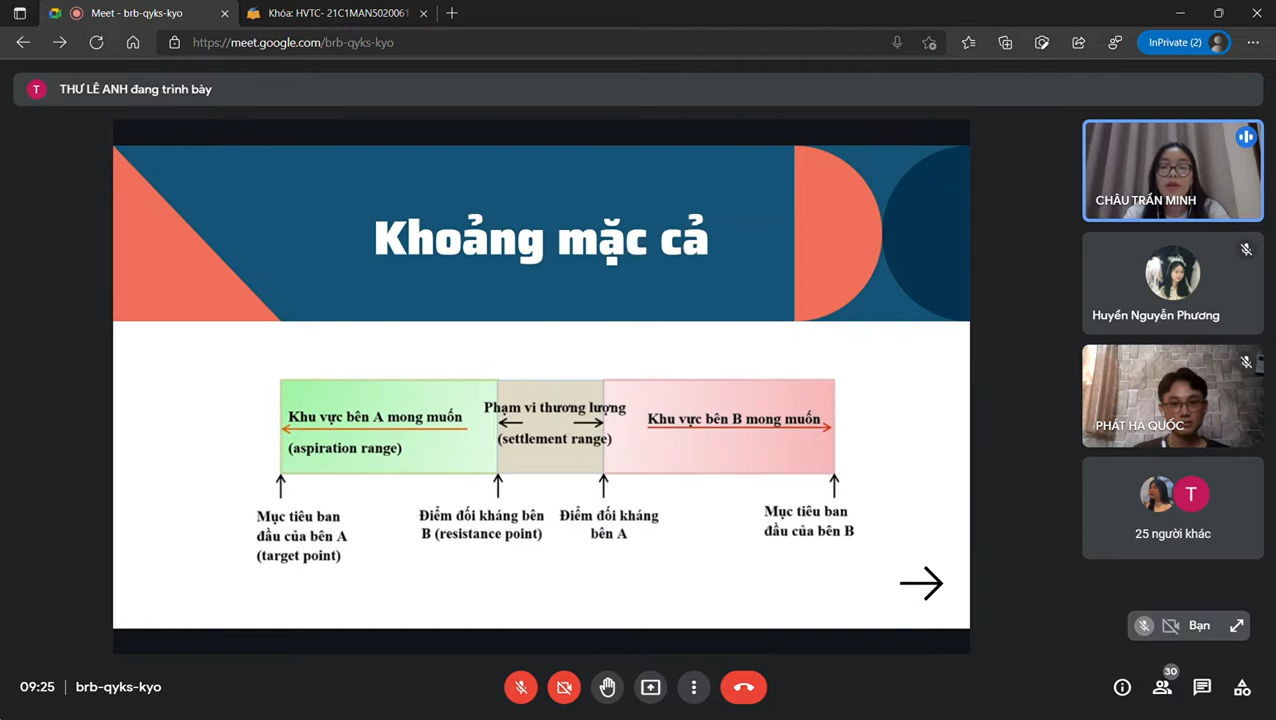 Meet - brb-qyks-kyo
Khóa: HVTC- 21C1MAN5020061
https://meet.google.com/brb-qyks-kyo
InPrivate (2)
T
THƯ LÊ ANH đang trình bày
Khoảng mặc cả
Khu vực bên A mong muốn
(aspiration range)
Phạm vi thương lượng
(settlement range)
Khu vực bên B mong muốn
Mục tiêu ban
đầu của bên A
(target point)
Điểm đối kháng bên
B (resistance point)
Điểm đối kháng
bên A
Mục tiêu ban
đầu của bên B
CHÂU TRẦN MINH
Huyền Nguyễn Phương
PHÁT HÀ QUỐC
T
25 người khác
Bạn
09:25
brb-qyks-kyo
30